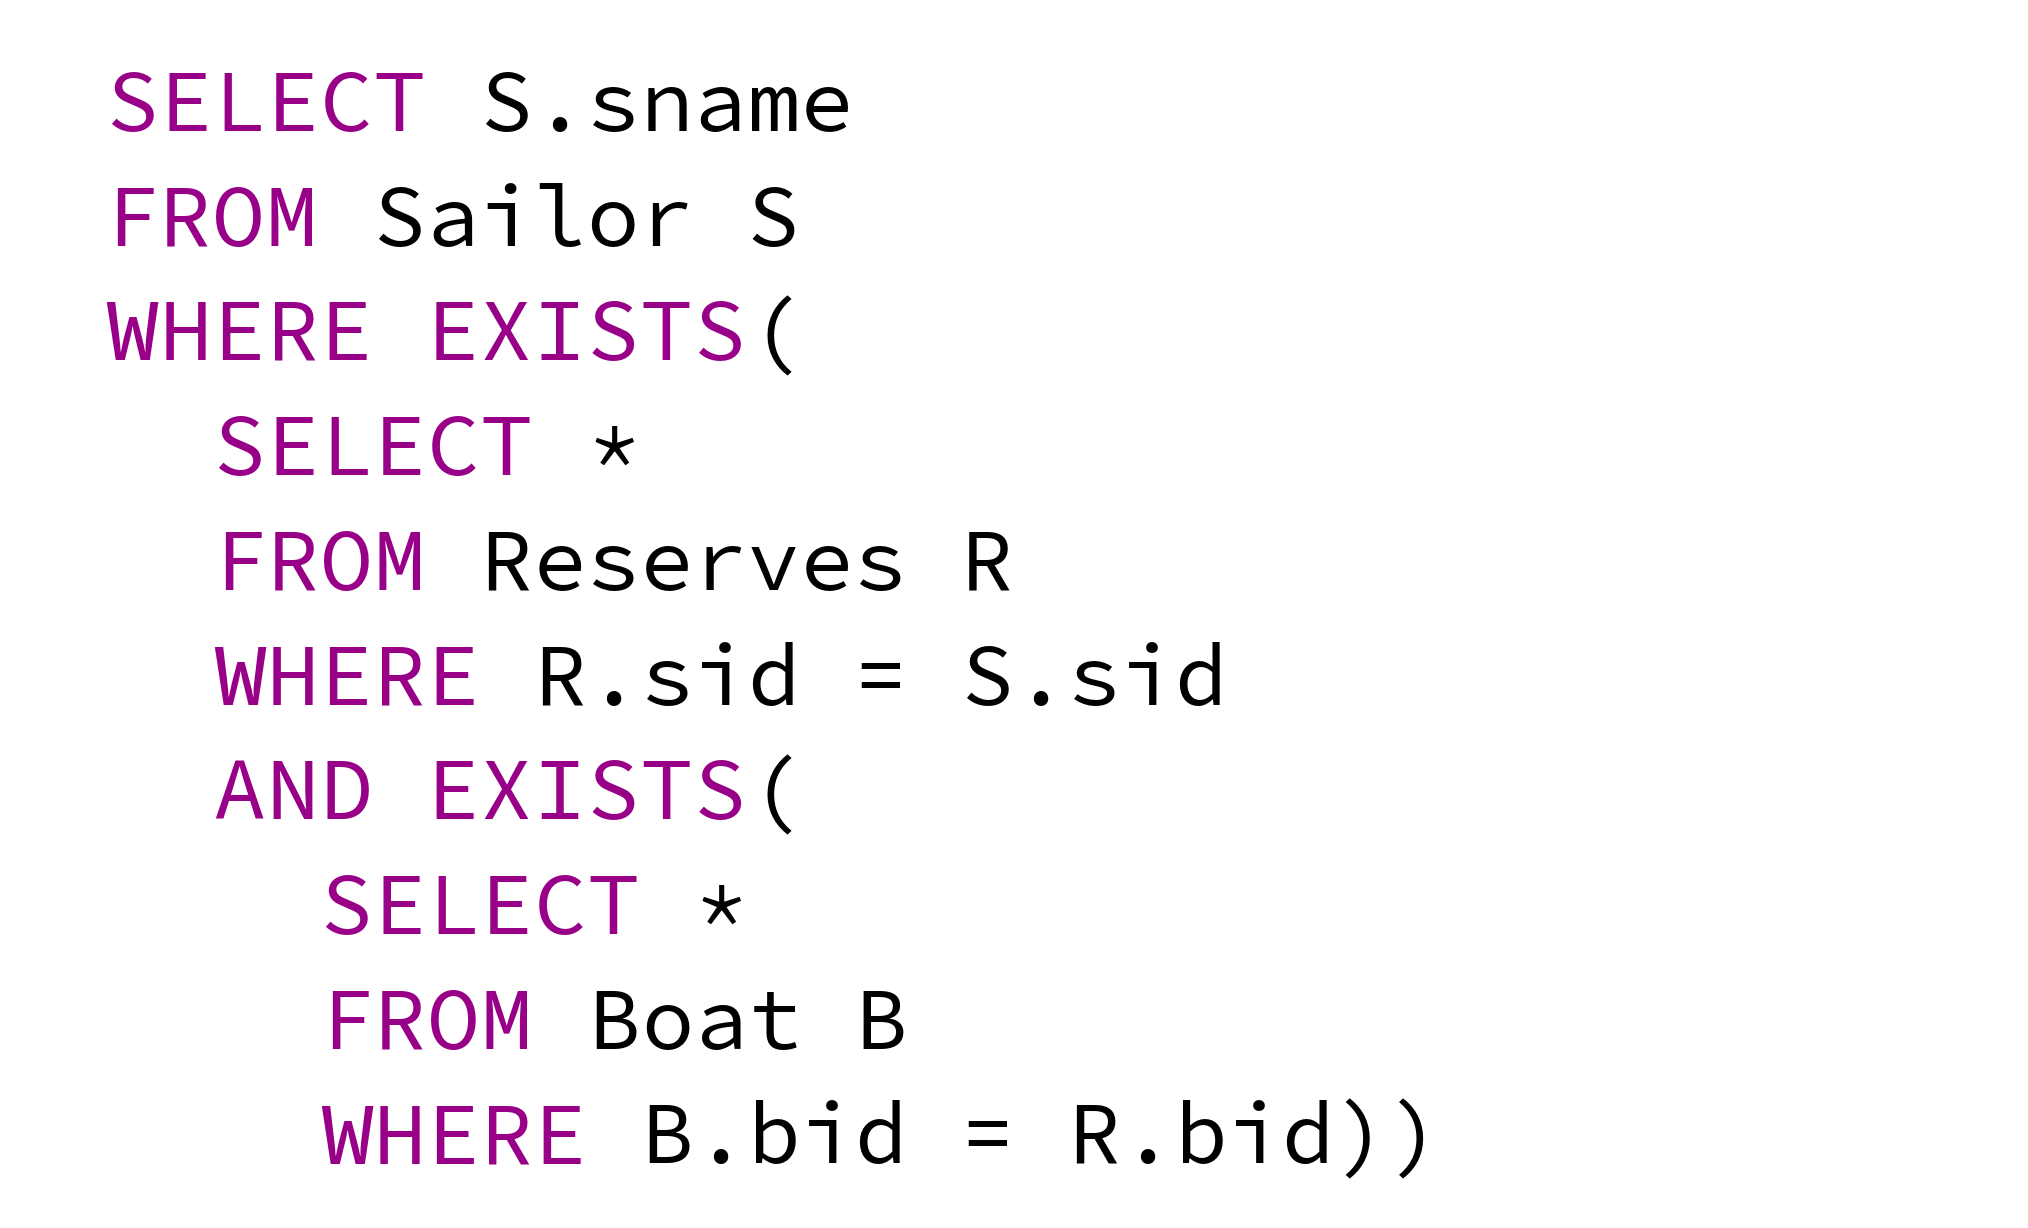 SELECT S.sname
FROM Sailor S
WHERE EXISTS(
  SELECT *
  FROM Reserves R
  WHERE R.sid = S.sid
  AND EXISTS(
    SELECT *
    FROM Boat B
    WHERE B.bid = R.bid))